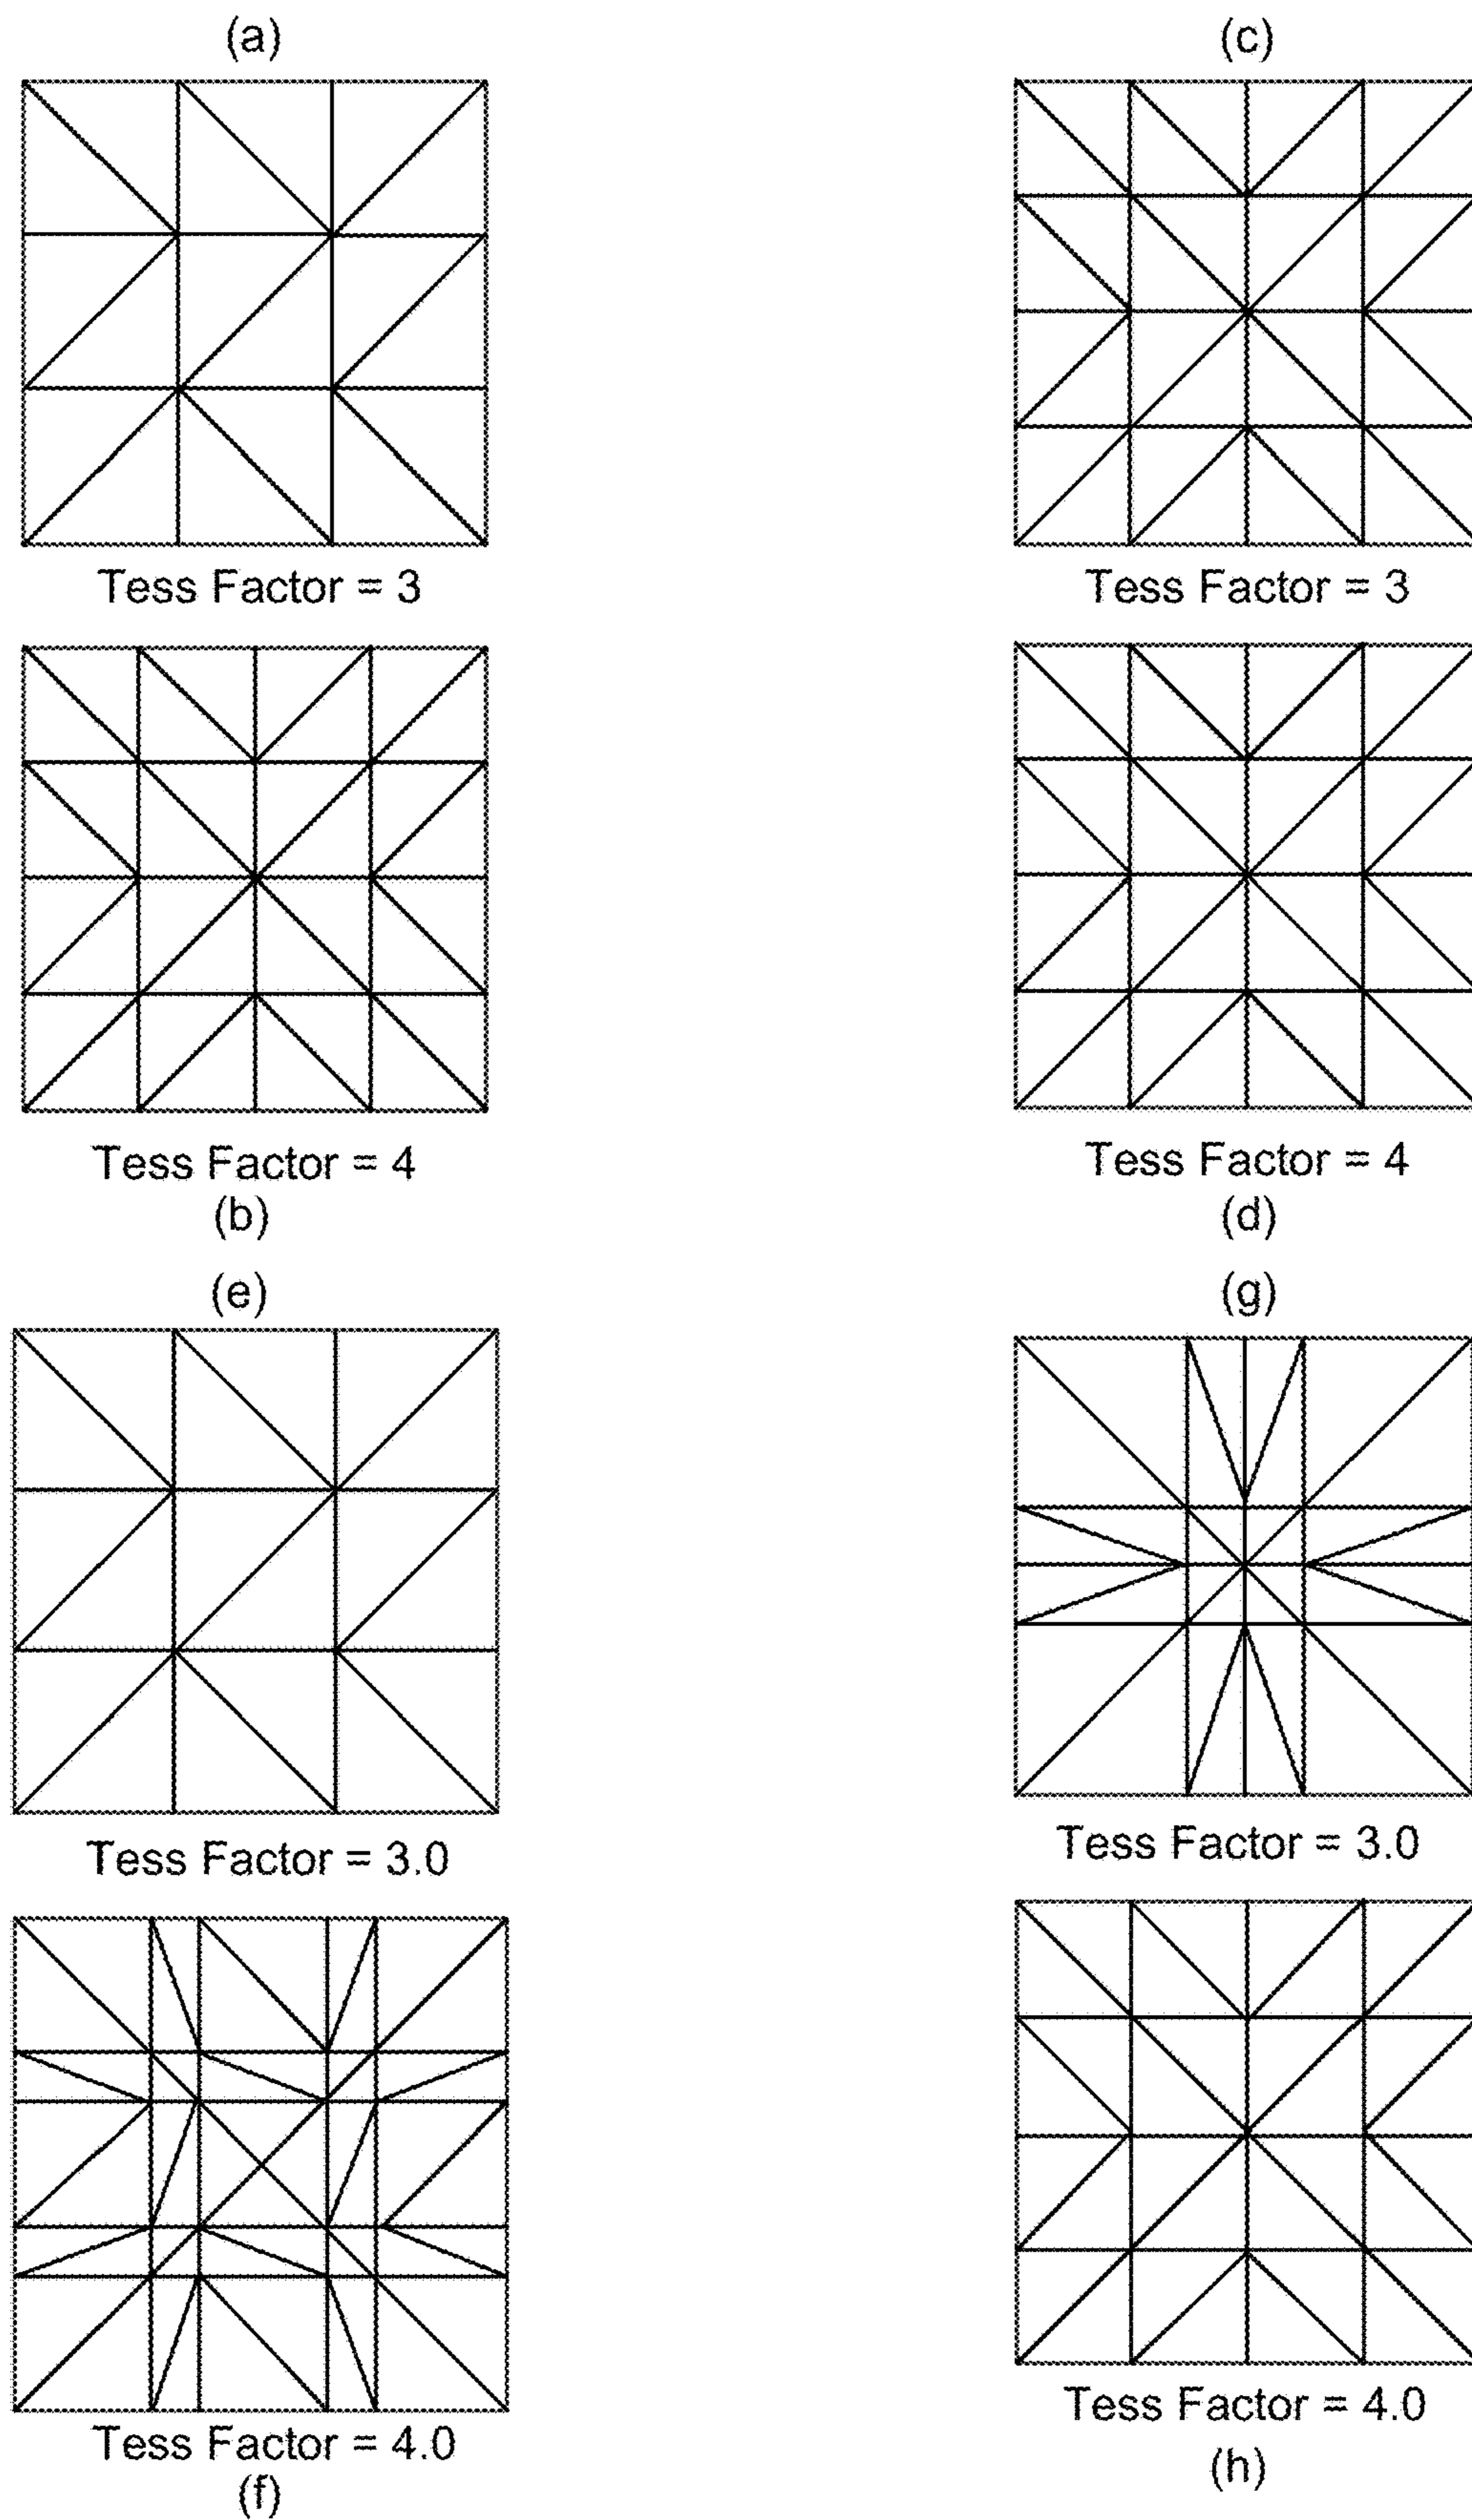 (a)
(c)
Tess Factor = 3
Tess Factor = 3
Tess Factor = 4
Tess Factor = 4
(b)
(d)
(e)
(g)
Tess Factor = 3.0
Tess Factor = 3.0
Tess Factor = 4.0
Tess Factor = 4.0
(f)
(h)